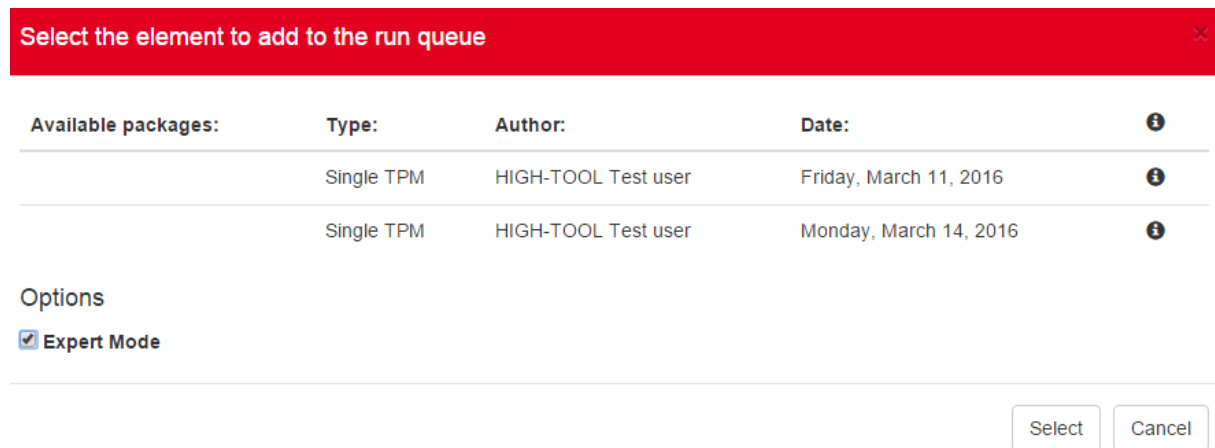 Select the element to add to the run queue
Available packages: Type: Author: Date:
Single TPM HIGH-TOOL Test user Friday, March 11, 2016
Single TPM HIGH-TOOL Test user Monday, March 14, 2016
Options
Expert Mode
Select Cancel